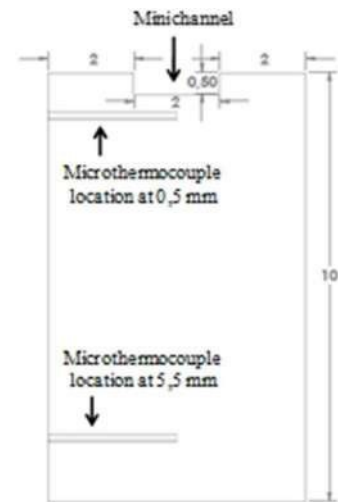 Minichannel
2
2
0,50
2
Microthermocouple
location at 0,5 mm
10
Microthermocouple
location at 5,5 mm